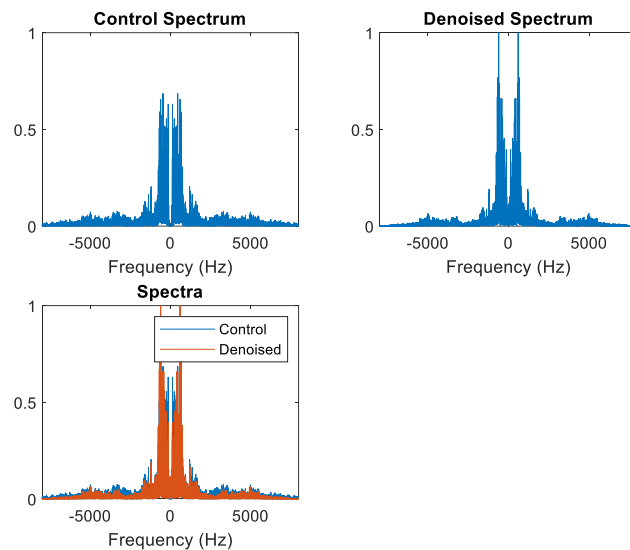 Control Spectrum
1
0.5
0
-5000 0 5000
Frequency (Hz)
Denoised Spectrum
1
0.5
0
-5000 0 5000
Frequency (Hz)
Spectra
1
0.5
0
Control
Denoised
-5000 0 5000
Frequency (Hz)